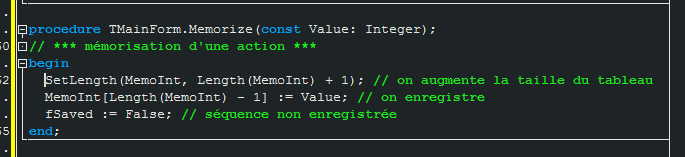 procedure TMainForm.Memorize(const Value: Integer);
// *** mémorisation d'une action ***
begin
SetLength(MemoInt, Length(MemoInt) + 1); // on augmente la taille du tableau
MemoInt[Length(MemoInt) - 1] := Value; // on enregistre
fSaved := False; // séquence non enregistrée
end;